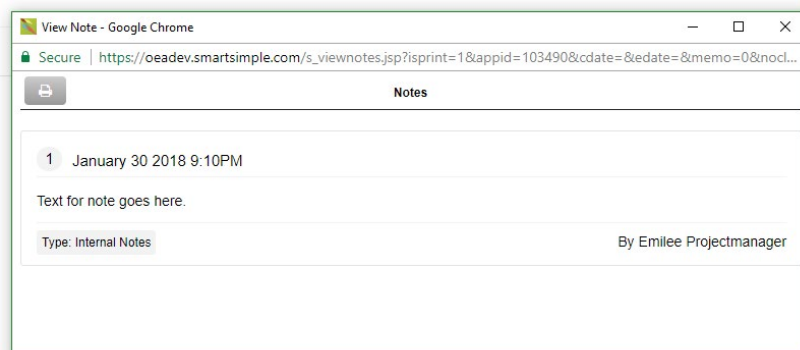 View Note - Google Chrome
Secure | https://oeadev.smartsimple.com/s_viewnotes.jsp?isprint=1&appid=103490&cdate=&edate=&memo=0&nocl...
Notes
1 January 30 2018 9:10PM
Text for note goes here.
Type: Internal Notes By Emilee Projectmanager